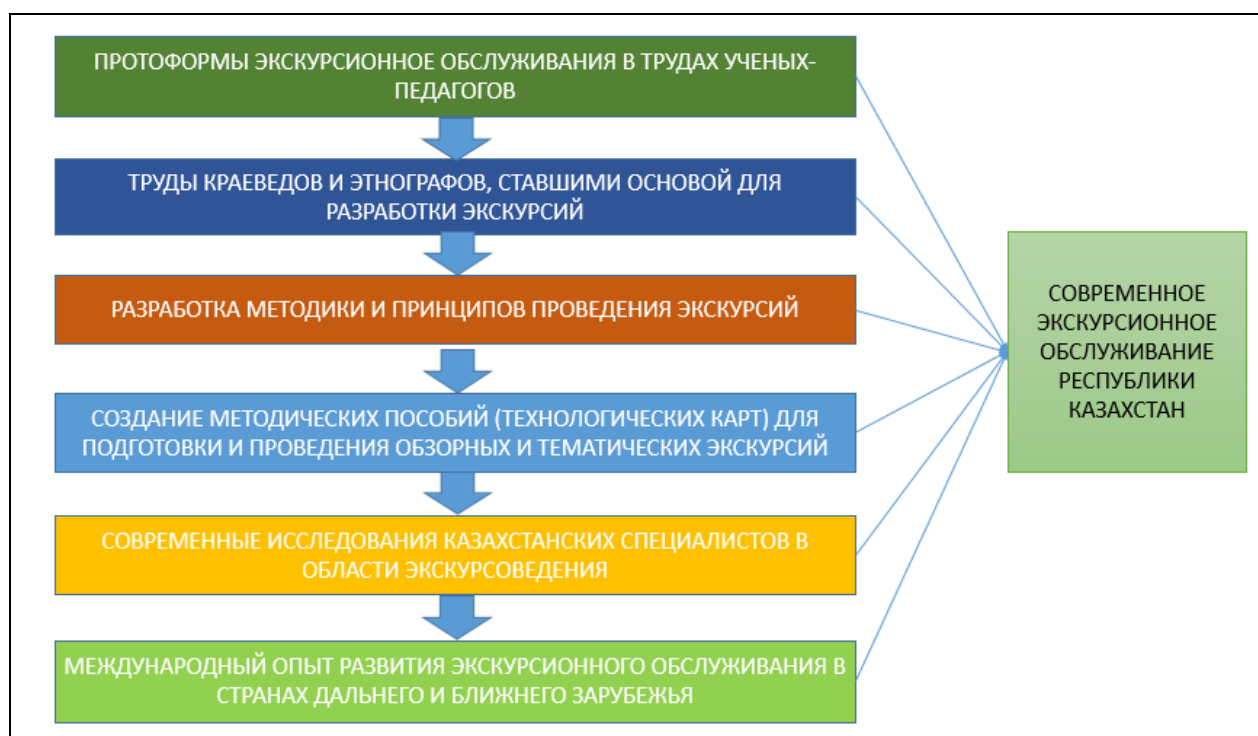 ПРОТОФОРМЫ ЭКСКУРСИОННОЕ ОБСЛУЖИВАНИЯ В ТРУДАХ УЧЕНЫХ-
ПЕДАГОГОВ
ТРУДЫ КРАЕВЕДОВ И ЭТНОГРАФОВ, СТАВШИМИ ОСНОВОЙ ДЛЯ
РАЗРАБОТКИ ЭКСКУРСИЙ
РАЗРАБОТКА МЕТОДИКИ И ПРИНЦИПОВ ПРОВЕДЕНИЯ ЭКСКУРСИЙ
СОЗДАНИЕ МЕТОДИЧЕСКИХ ПОСОБИЙ (ТЕХНОЛОГИЧЕСКИХ КАРТ) ДЛЯ
ПОДГОТОВКИ И ПРОВЕДЕНИЯ ОБЗОРНЫХ И ТЕМАТИЧЕСКИХ ЭКСКУРСИЙ
СОВРЕМЕННЫЕ ИССЛЕДОВАНИЯ КАЗАХСТАНСКИХ СПЕЦИАЛИСТОВ В
ОБЛАСТИ ЭКСКУРСОВЕДЕНИЯ
МЕЖДУНАРОДНЫЙ ОПЫТ РАЗВИТИЯ ЭКСКУРСИОННОГО ОБСЛУЖИВАНИЯ В
СТРАНАХ ДАЛЬНЕГО И БЛИЖНЕГО ЗАРУБЕЖЬЯ
СОВРЕМЕННОЕ
ЭКСКУРСИОННОЕ
ОБСЛУЖИВАНИЕ
РЕСПУБЛИКИ
КАЗАХСТАН